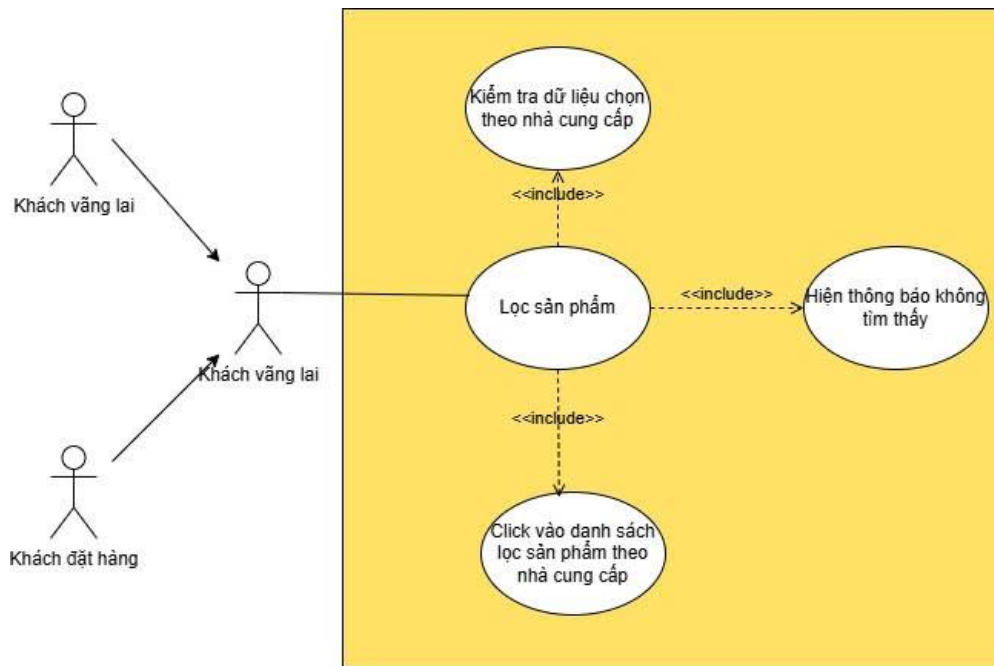 Kiểm tra dữ liệu chọn
theo nhà cung cấp
<<include>>
Khách vãng lai
Lọc sản phẩm
<<include>>
Hiện thông báo không
tìm thấy
Khách vãng lai
<<include>>
Khách đặt hàng
Click vào danh sách
lọc sản phẩm theo
nhà cung cấp